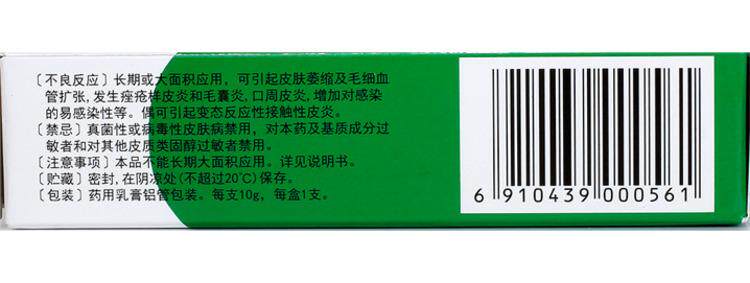 〔不良反应〕长期或大面积应用，可引起皮肤萎缩及毛细血
管扩张,发生痤疮样皮炎和毛囊炎,口周皮炎,增加对感染
的易感染性等。偶可引起变态反应性接触性皮炎。
〔禁忌〕真菌性或病毒性皮肤病禁用，对本药及基质成分过
敏者和对其他皮质类固醇过敏者禁用。
〔注意事项〕本品不能长期大面积应用。详见说明书。
〔贮藏〕密封,在阴凉处(不超过20℃)保存。
〔包装〕药用乳膏铝管包装。每支10g，每盒1支。
6 910439 000561